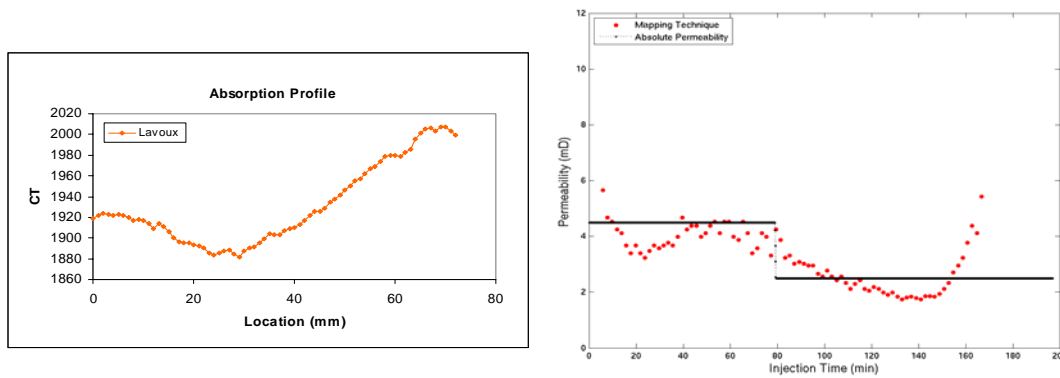 Absorption Profile
2020
2000
1980
1960
1940
1920
1900
1880
1860
CT
Lavoux
0 20 40 60 80
Location (mm)
12
10
8
6
4
2
0
Permeability (mD)
Mapping Technique
Absolute Permeability
0 20 40 60 80 100 120 140 160 180 20
Injection Time (min)